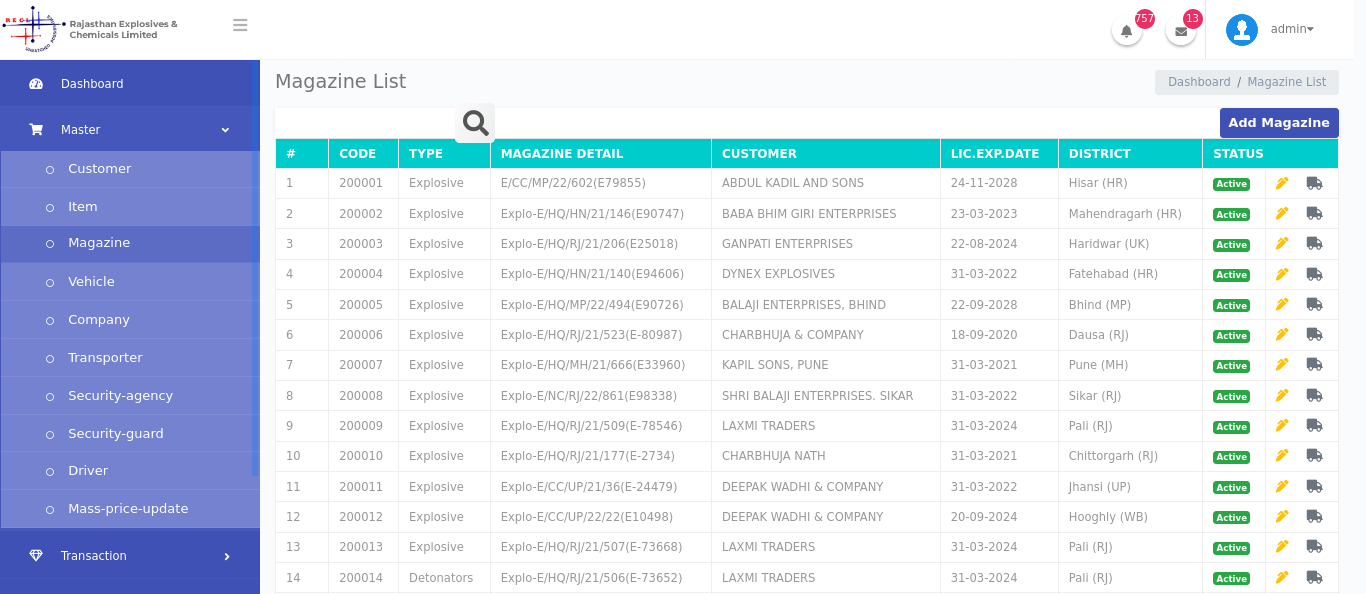 R E C L
Rajasthan Explosives &
Chemicals Limited
757
13
admin
Dashboard
Master
Customer
Item
Magazine
Vehicle
Company
Transporter
Security-agency
Security-guard
Driver
Mass-price-update
Transaction
Magazine List
Dashboard / Magazine List
Add Magazine
# CODE TYPE MAGAZINE DETAIL CUSTOMER LIC.EXP.DATE DISTRICT STATUS
1 200001 Explosive E/CC/MP/22/602(E79855) ABDUL KADIL AND SONS 24-11-2028 Hisar (HR) Active
2 200002 Explosive Explo-E/HQ/HN/21/146(E90747) BABA BHIM GIRI ENTERPRISES 23-03-2023 Mahendragarh (HR) Active
3 200003 Explosive Explo-E/HQ/RJ/21/206(E25018) GANPATI ENTERPRISES 22-08-2024 Haridwar (UK) Active
4 200004 Explosive Explo-E/HQ/HN/21/140(E94606) DYNEX EXPLOSIVES 31-03-2022 Fatehabad (HR) Active
5 200005 Explosive Explo-E/HQ/MP/22/494(E90726) BALAJI ENTERPRISES, BHIND 22-09-2028 Bhind (MP) Active
6 200006 Explosive Explo-E/HQ/RJ/21/523(E-80987) CHARBHUJA & COMPANY 18-09-2020 Dausa (RJ) Active
7 200007 Explosive Explo-E/HQ/MH/21/666(E33960) KAPIL SONS, PUNE 31-03-2021 Pune (MH) Active
8 200008 Explosive Explo-E/NC/RJ/22/861(E98338) SHRI BALAJI ENTERPRISES. SIKAR 31-03-2022 Sikar (RJ) Active
9 200009 Explosive Explo-E/HQ/RJ/21/509(E-78546) LAXMI TRADERS 31-03-2024 Pali (RJ) Active
10 200010 Explosive Explo-E/HQ/RJ/21/177(E-2734) CHARBHUJA NATH 31-03-2021 Chittorgarh (RJ) Active
11 200011 Explosive Explo-E/CC/UP/21/36(E-24479) DEEPAK WADHI & COMPANY 31-03-2022 Jhansi (UP) Active
12 200012 Explosive Explo-E/CC/UP/22/22(E10498) DEEPAK WADHI & COMPANY 20-09-2024 Hooghly (WB) Active
13 200013 Explosive Explo-E/HQ/RJ/21/507(E-73668) LAXMI TRADERS 31-03-2024 Pali (RJ) Active
14 200014 Detonators Explo-E/HQ/RJ/21/506(E-73652) LAXMI TRADERS 31-03-2024 Pali (RJ) Active